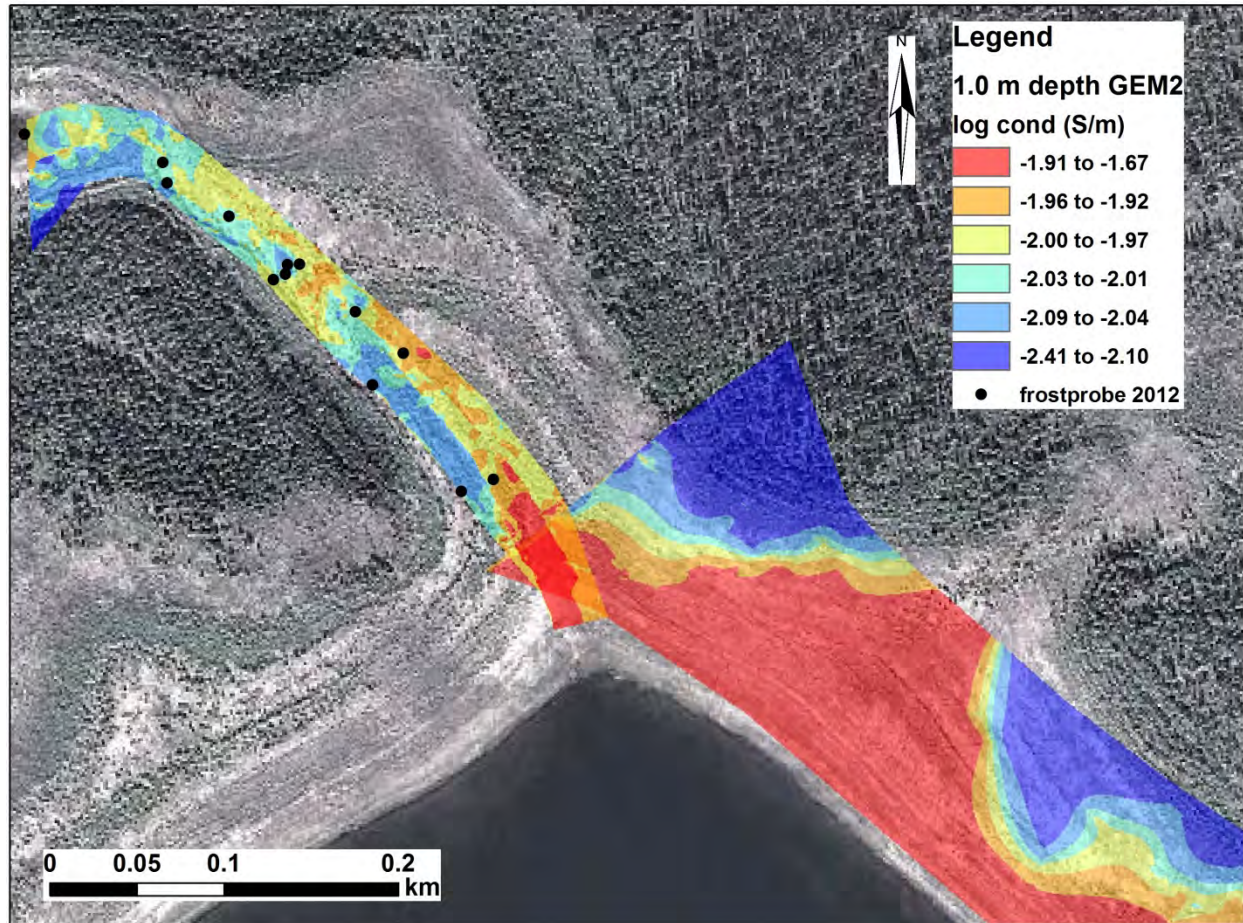 N
Legend
1.0 m depth GEM2
log cond (S/m)
-1.91 to -1.67
-1.96 to -1.92
-2.00 to -1.97
-2.03 to -2.01
-2.09 to -2.04
-2.41 to -2.10
frostprobe 2012
0 0.05 0.1 0.2
km